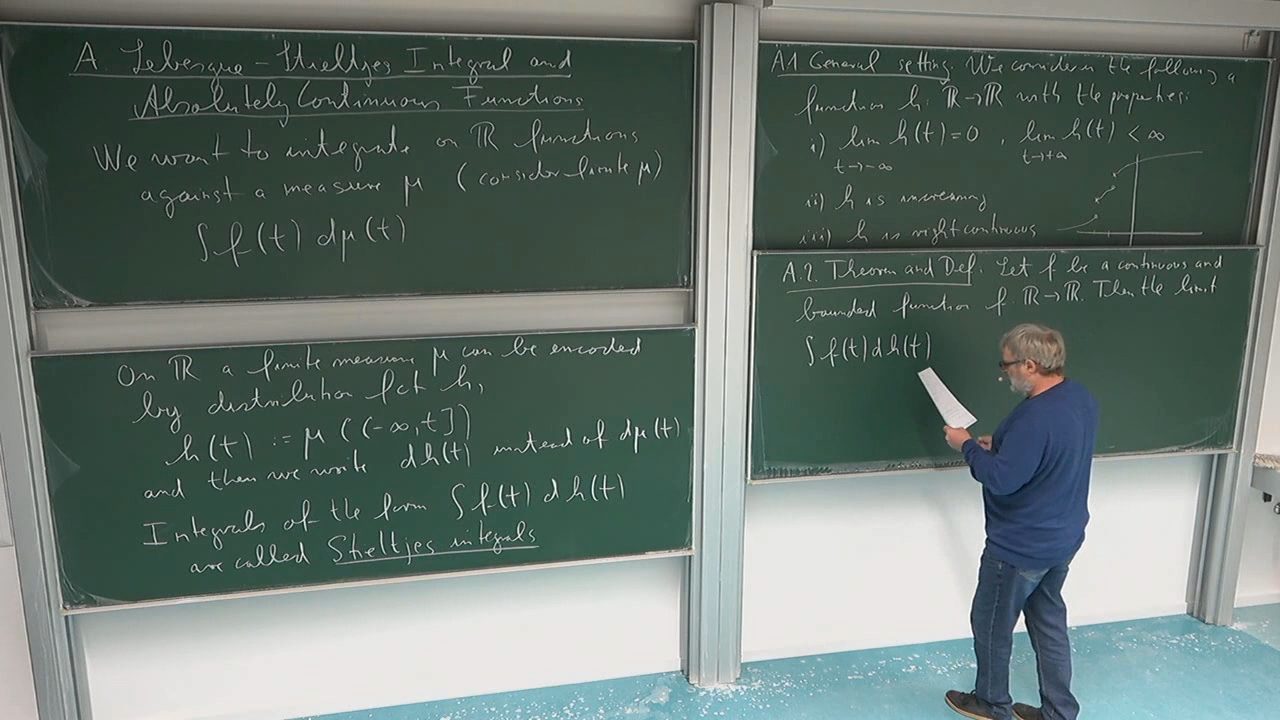 A. Lebesgue-Stieltjes Integral and
Absolutely Continuous Functions
We want to integrate on ℝ functions
against a measure μ (consider finite μ)
∫ f(t) dμ(t)
On ℝ a finite measure μ can be encoded
by distribution fct h,
h(t) := μ((-∞,t])
and then we write dh(t) instead of dμ(t)
Integrals of the form ∫ f(t) dh(t)
are called Stieltjes integrals
A.1 General setting. We consider in the following a
function h: ℝ→ℝ with the properties:
i) lim h(t) = 0 , lim h(t) < ∞
t→-∞ t→+∞
ii) h is increasing
iii) h is right continuous
A.2. Theorem and Def. Let f be a continuous and
bounded function f: ℝ→ℝ. Then the limit
∫ f(t) dh(t)